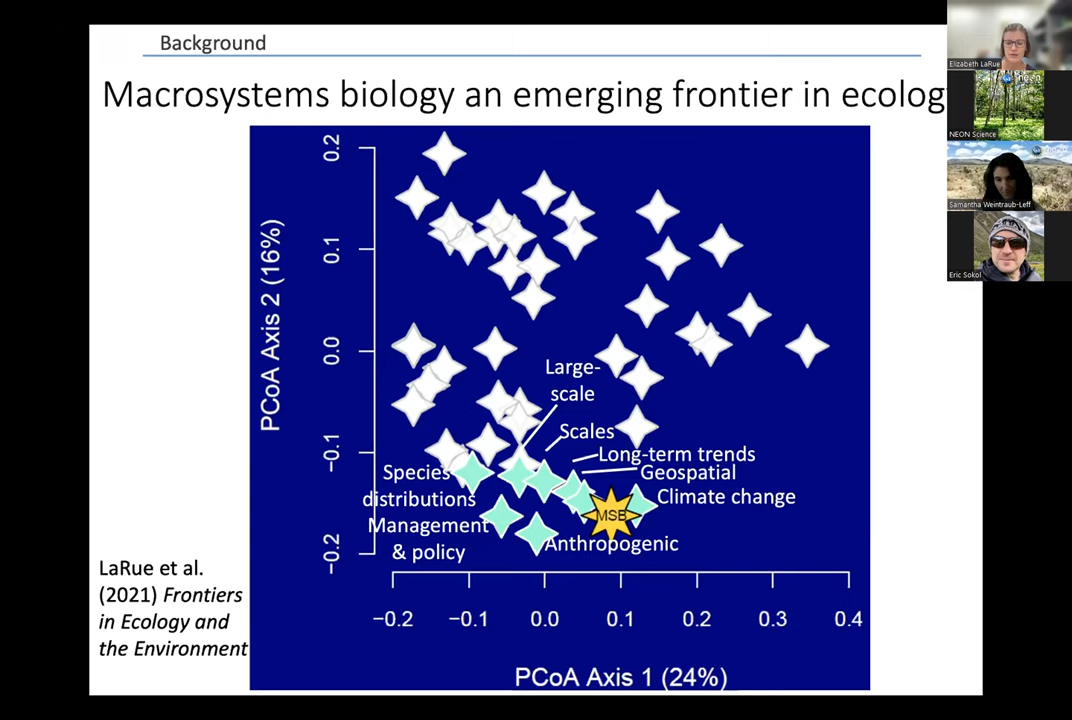 Background
Macrosystems biology an emerging frontier in ecolog
Elizabeth LaRue
NEON Science
Samantha Weintraub-Leff
Eric Sokol
PCoA Axis 2 (16%)
0.2
0.1
0.0
−0.1
−0.2
Large-
scale
Scales
Long-term trends
Geospatial
Climate change
Species
distributions
Management
& policy
MSB
Anthropogenic
−0.2 −0.1 0.0 0.1 0.2 0.3 0.4
PCoA Axis 1 (24%)
LaRue et al.
(2021) Frontiers
in Ecology and
the Environment